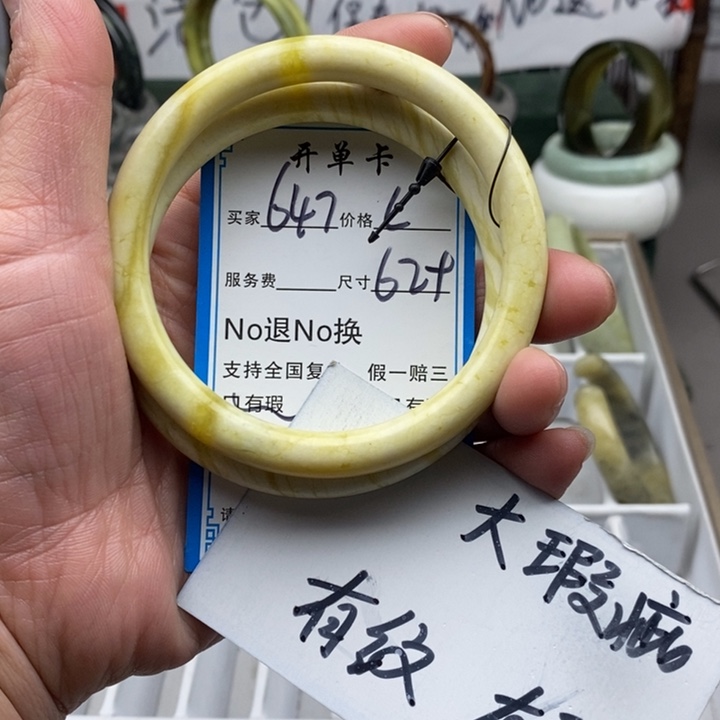 开单卡
买家 647 价格
服务费 尺寸 62+
No退No换
支持全国复 假一赔三
有瑕
大瑕疵
有纹